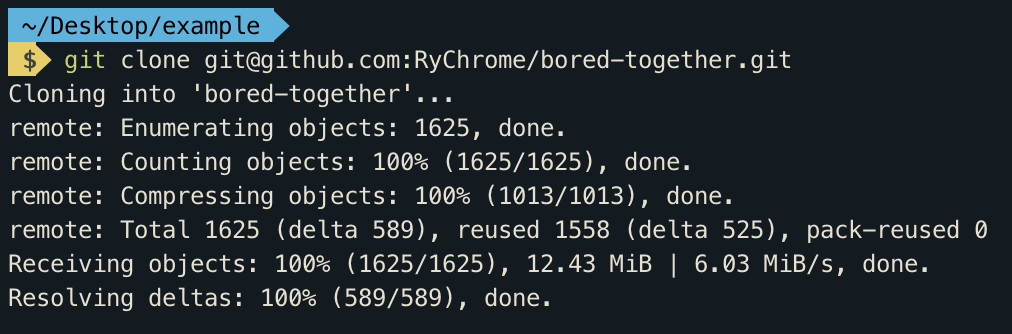 ~/Desktop/example
$ git clone git@github.com:RyChrome/bored-together.git
Cloning into 'bored-together'...
remote: Enumerating objects: 1625, done.
remote: Counting objects: 100% (1625/1625), done.
remote: Compressing objects: 100% (1013/1013), done.
remote: Total 1625 (delta 589), reused 1558 (delta 525), pack-reused 0
Receiving objects: 100% (1625/1625), 12.43 MiB | 6.03 MiB/s, done.
Resolving deltas: 100% (589/589), done.